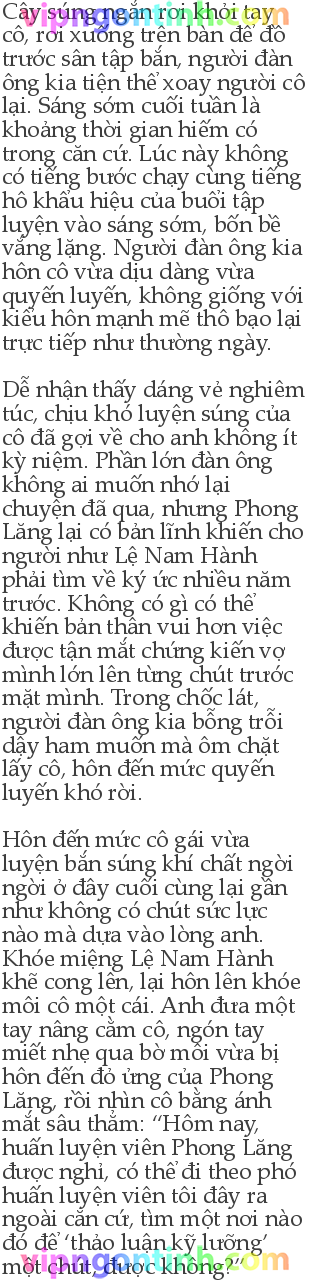 vipngontinh.com
Cây súng ngắn rơi khỏi tay
cô, rơi xuống trên bàn để đồ
trước sân tập bắn, người đàn
ông kia tiện thể xoay người cô
lại. Sáng sớm cuối tuần là
khoảng thời gian hiếm có
trong căn cứ. Lúc này không
có tiếng bước chạy cùng tiếng
hô khẩu hiệu của buổi tập
luyện vào sáng sớm, bốn bề
vắng lặng. Người đàn ông kia
hôn cô vừa dịu dàng vừa
quyến luyến, không giống với
kiểu hôn mạnh mẽ thô bạo lại
trực tiếp như thường ngày.
Dễ nhận thấy dáng vẻ nghiêm
túc, chịu khó luyện súng của
cô đã gợi về cho anh không ít
kỳ niệm. Phần lớn đàn ông
không ai muốn nhớ lại
chuyện đã qua, nhưng Phong
Lăng lại có bản lĩnh khiến cho
người như Lệ Nam Hành
phải tìm về ký ức nhiều năm
trước. Không có gì có thể
khiến bản thân vui hơn việc
được tận mắt chứng kiến vợ
mình lớn lên từng chút trước
mặt mình. Trong chốc lát,
người đàn ông kia bỗng trỗi
dậy ham muốn mà ôm chặt
lấy cô, hôn đến mức quyến
luyến khó rời.
Hôn đến mức cô gái vừa
luyện bắn súng khí chất ngời
ngời ở đây cuối cùng lại gần
như không có chút sức lực
nào mà dựa vào lòng anh.
Khóe miệng Lệ Nam Hành
khẽ cong lên, lại hôn lên khóe
môi cô một cái. Anh đưa một
tay nâng cằm cô, ngón tay
miết nhẹ qua bờ môi vừa bị
hôn đến đỏ ửng của Phong
Lăng, rồi nhìn cô bằng ánh
mắt sâu thẳm: “Hôm nay,
huấn luyện viên Phong Lăng
được nghỉ, có thể đi theo phó
huấn luyện viên tôi đây ra
ngoài căn cứ, tìm một nơi nào
đó để ‘thảo luận kỹ lưỡng’
một chút, được không?”
vipngontinh.com